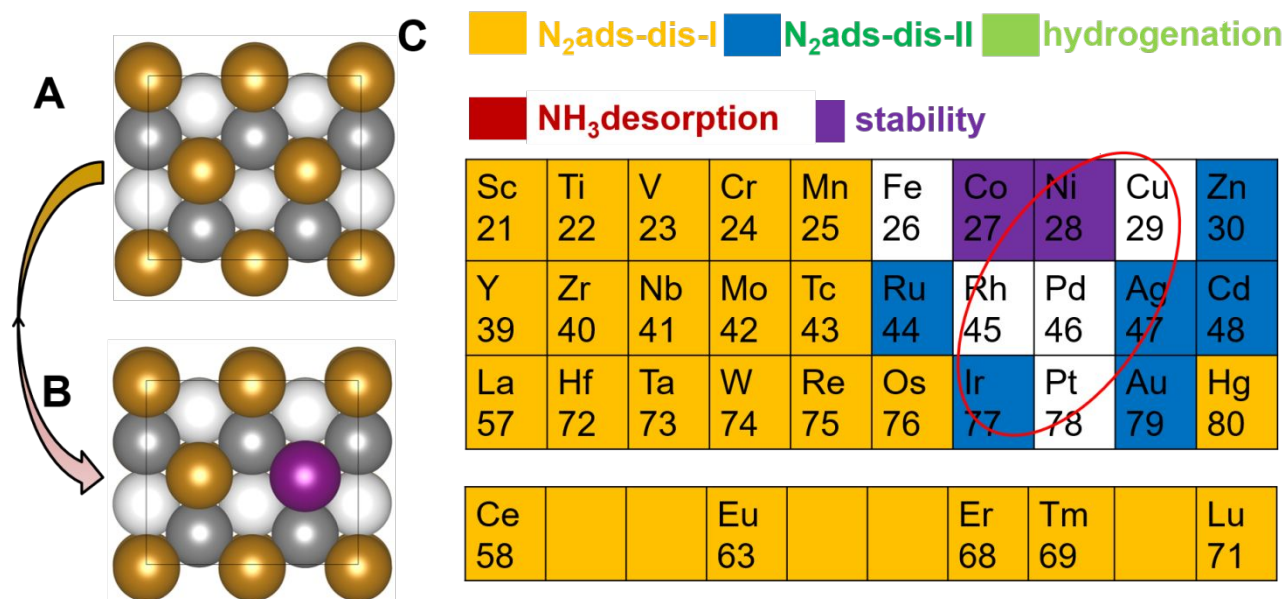 A
B
C
N₂ads-dis-I N₂ads-dis-II hydrogenation
NH₃desorption stability
Sc Ti V Cr Mn Fe Co Ni Cu Zn
21 22 23 24 25 26 27 28 29 30
Y Zr Nb Mo Tc Ru Rh Pd Ag Cd
39 40 41 42 43 44 45 46 47 48
La Hf Ta W Re Os Ir Pt Au Hg
57 72 73 74 75 76 77 78 79 80
Ce Eu Er Tm Lu
58 63 68 69 71